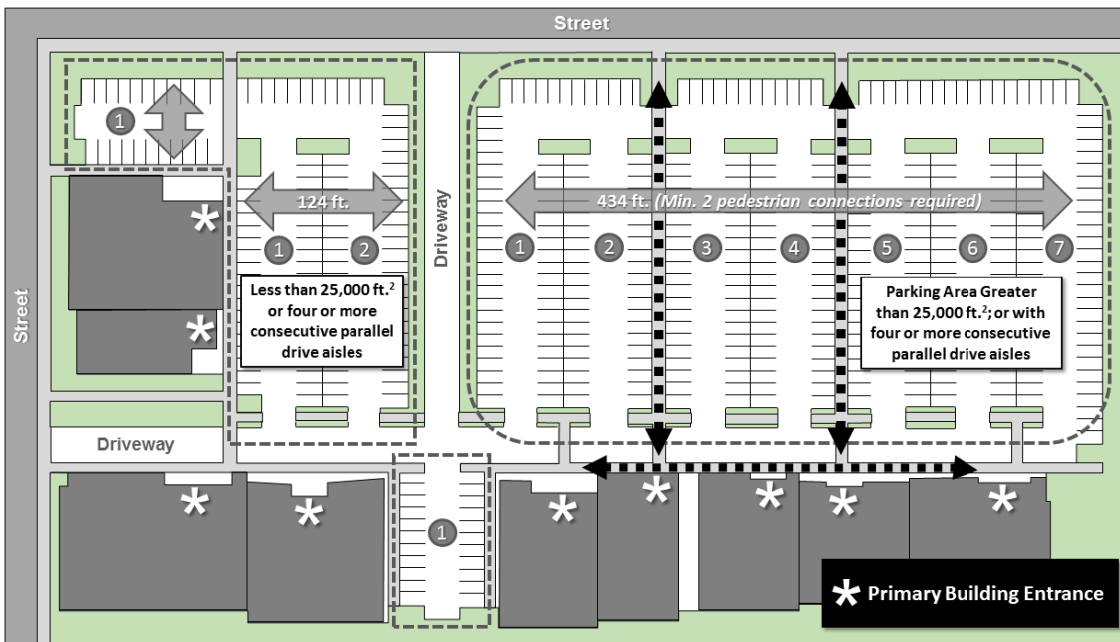 Street
Street
Driveway
Driveway
1
124 ft.
1
2
Less than 25,000 ft.²
or four or more
consecutive parallel
drive aisles
434 ft. (Min. 2 pedestrian connections required)
1
2
3
4
5
6
7
Parking Area Greater
than 25,000 ft.²; or with
four or more consecutive
parallel drive aisles
1
* Primary Building Entrance